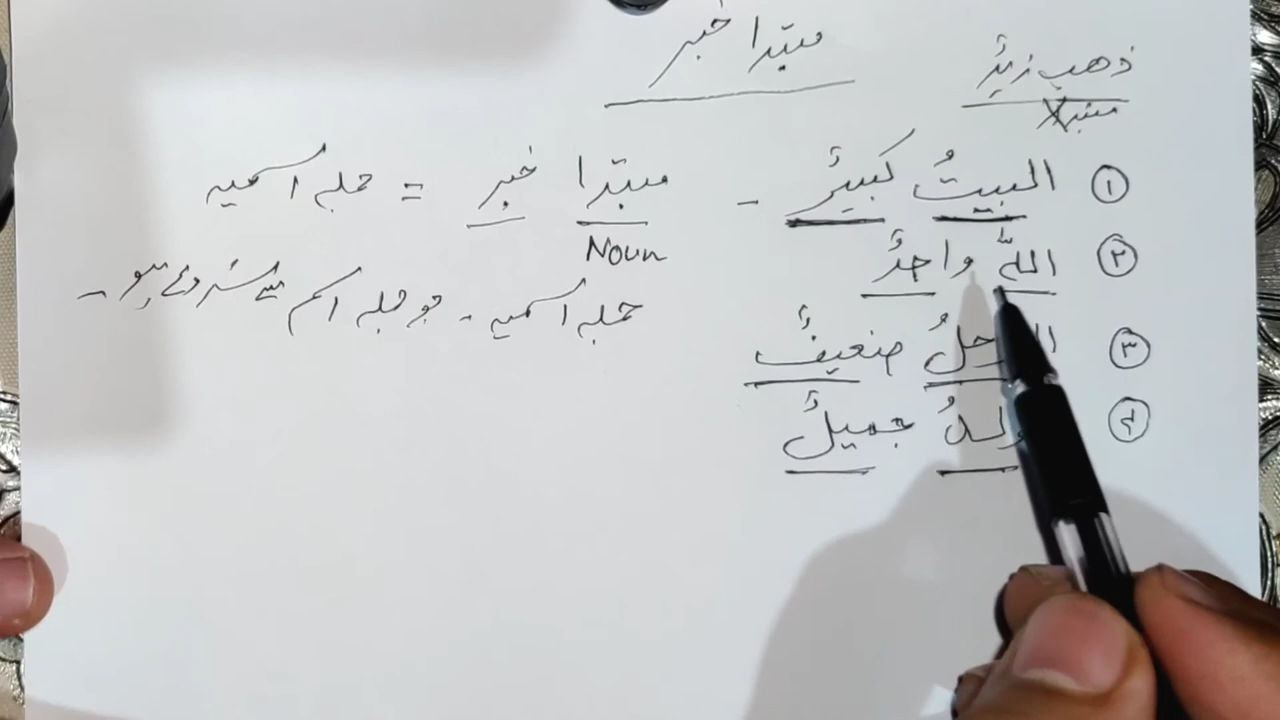 مبتدا خبر
ذھب زیدٌ
مبتدا
① البیتُ کبیرٌ - مبتدا خبر = جملہ اسمیہ
Noun
② اللّٰہُ واحدٌ
جملہ اسمیہ - جو جملہ اسم سے شروع ہو -
③ ضعیفٌ
④ جمیلٌ